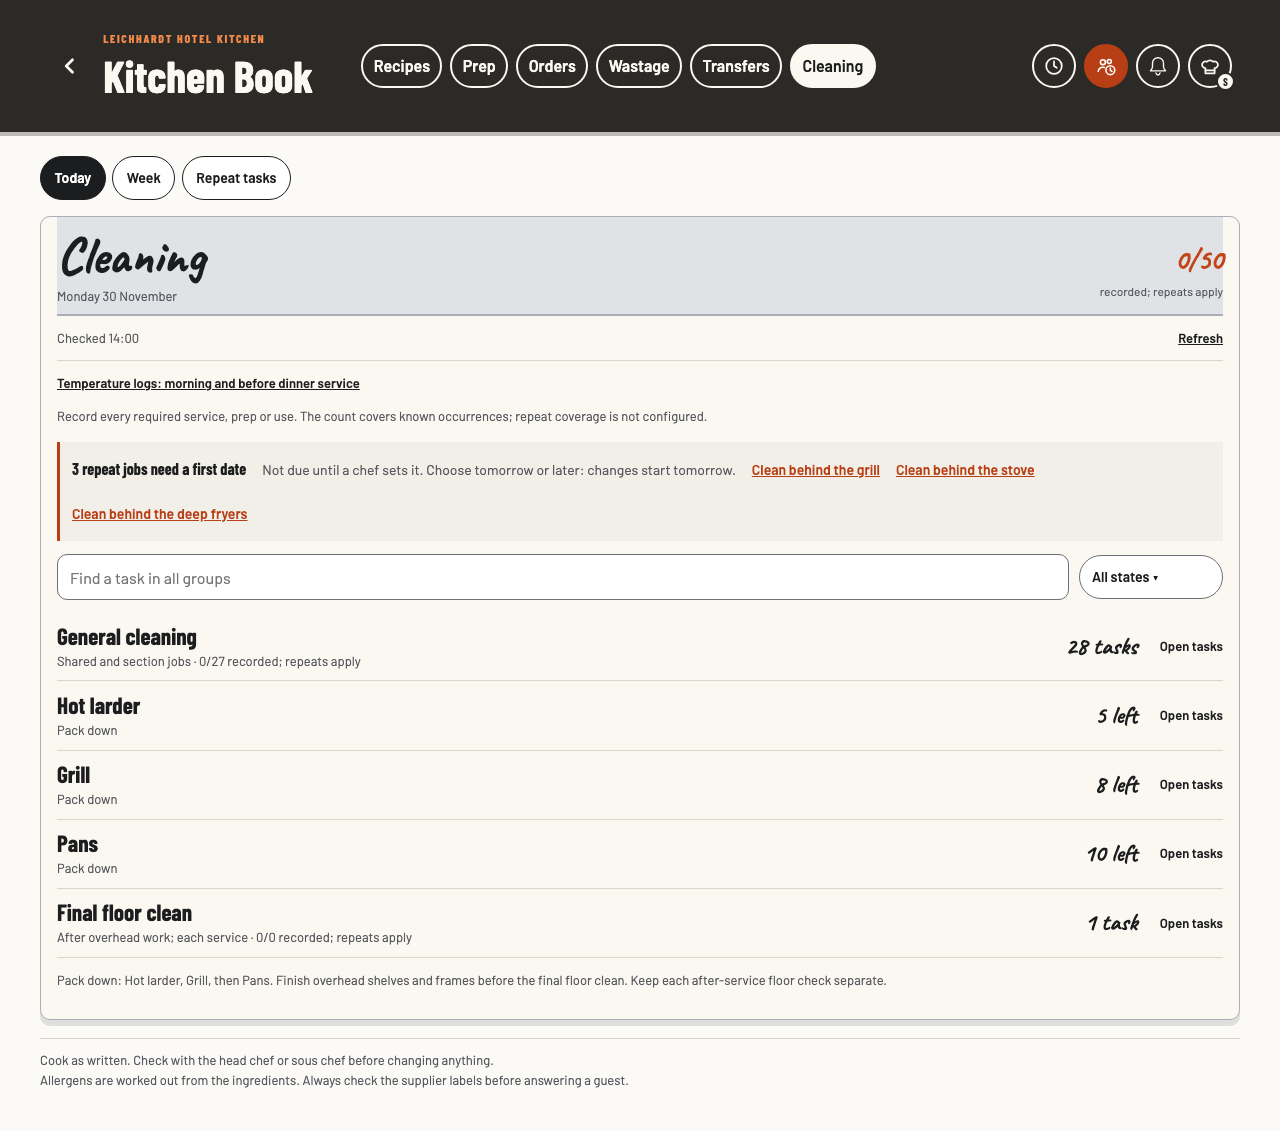 LEICHHARDT HOTEL KITCHEN
Kitchen Book
Recipes Prep Orders Wastage Transfers Cleaning
S
Today Week Repeat tasks
Cleaning
0/50
Monday 30 November
recorded; repeats apply
Checked 14:00
Refresh
Temperature logs: morning and before dinner service
Record every required service, prep or use. The count covers known occurrences; repeat coverage is not configured.
3 repeat jobs need a first date Not due until a chef sets it. Choose tomorrow or later: changes start tomorrow. Clean behind the grill Clean behind the stove
Clean behind the deep fryers
Find a task in all groups
All states ▾
General cleaning
Shared and section jobs · 0/27 recorded; repeats apply
28 tasks Open tasks
Hot larder
Pack down
5 left Open tasks
Grill
Pack down
8 left Open tasks
Pans
Pack down
10 left Open tasks
Final floor clean
After overhead work; each service · 0/0 recorded; repeats apply
1 task Open tasks
Pack down: Hot larder, Grill, then Pans. Finish overhead shelves and frames before the final floor clean. Keep each after-service floor check separate.
Cook as written. Check with the head chef or sous chef before changing anything.
Allergens are worked out from the ingredients. Always check the supplier labels before answering a guest.